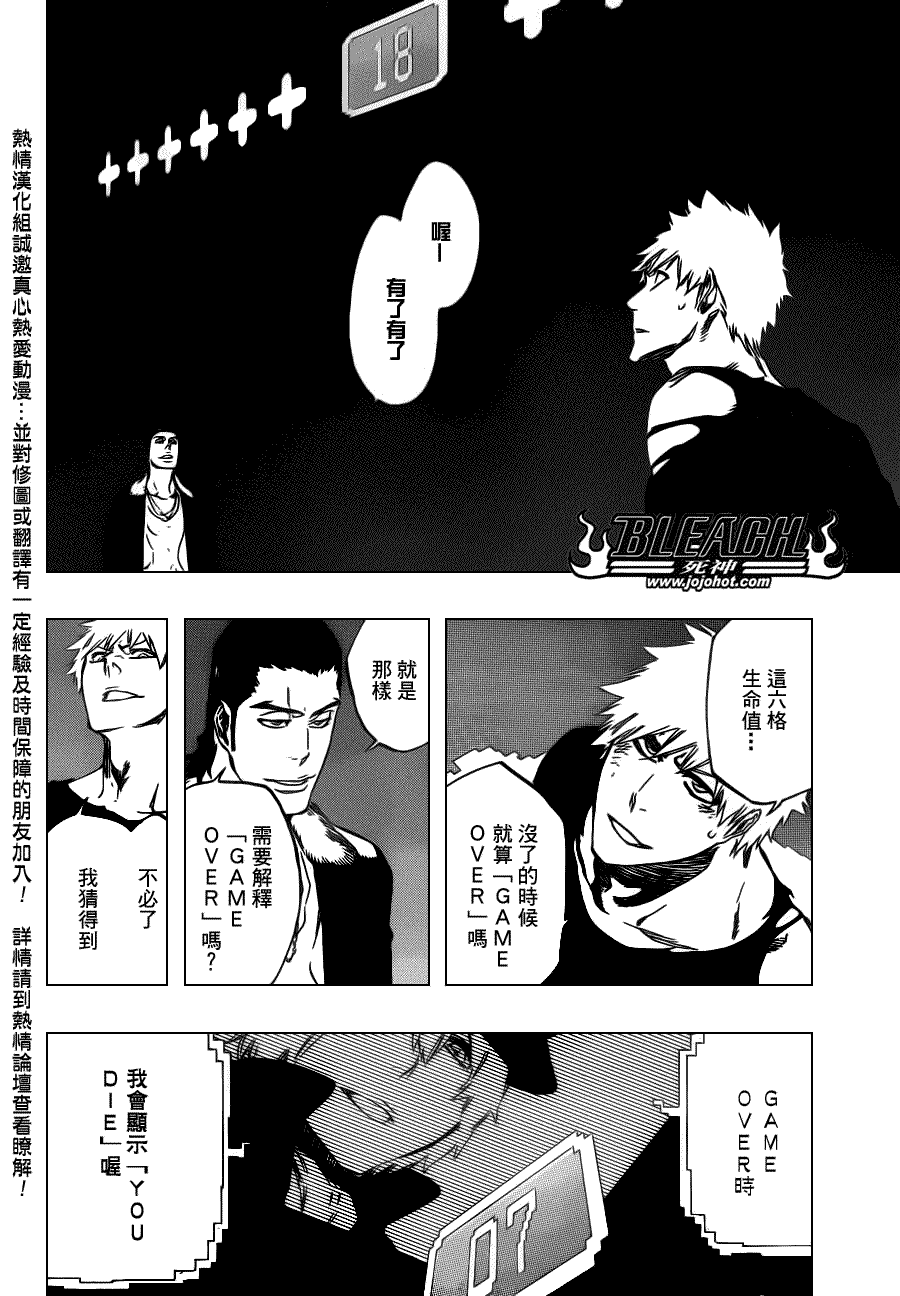 18
喔ー
有了有了
BLEACH
死神
www.jojohot.com
這六格
生命值…
沒了的時候
就算「GAME
OVER」嗎
就是
那樣
需要解釋
「GAME
OVER」嗎？
不必了
我猜得到
GAME
OVER時
07
我會顯示「YOU
DIE」喔
熱情漢化組誠邀真心熱愛動漫…並對修圖或翻譯有一定經驗及時間保障的朋友加入！　詳情請到熱情論壇查看瞭解！